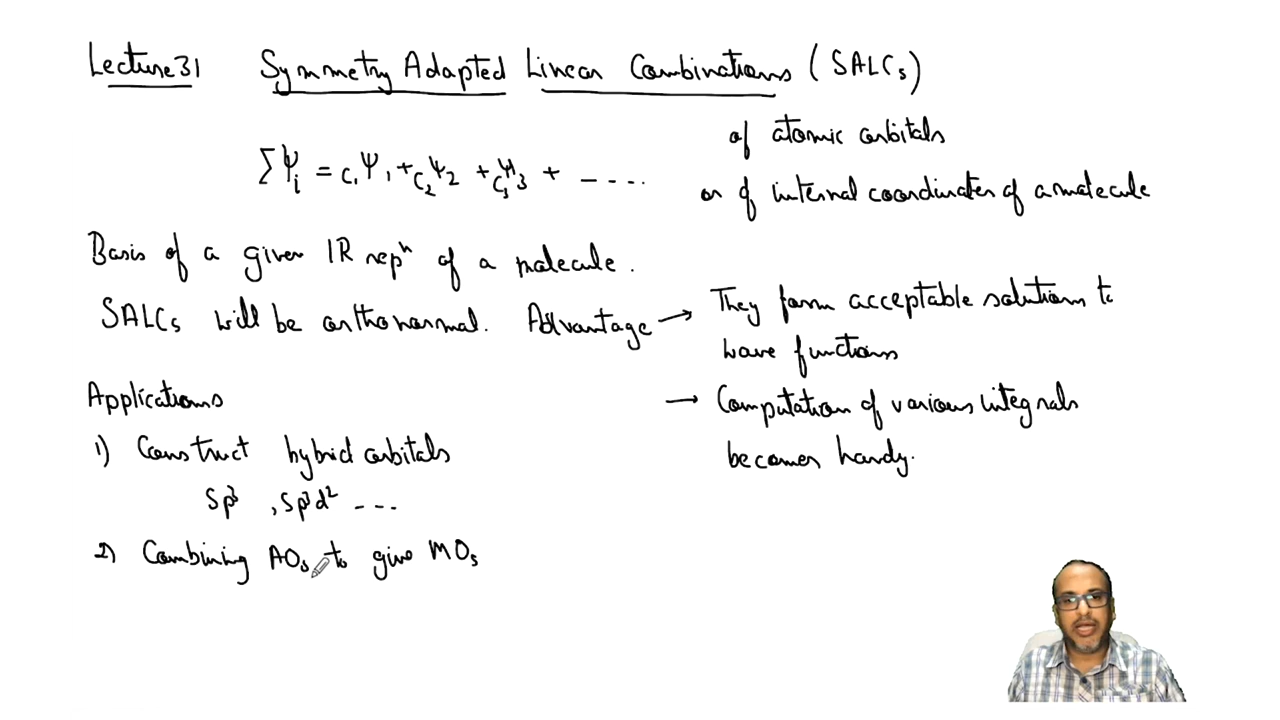 Lecture 31 Symmetry Adapted Linear Combinations (SALCs)
of atomic orbitals
∑Ψi = c₁Ψ₁ + c₂Ψ₂ + c₃Ψ₃ + - - - -
or of internal coordinates of a molecule
Basis of a given IR repⁿ of a molecule.
SALCs will be orthonormal. Advantage → They form acceptable solutions to
wave functions
Applications
→ Computation of various integrals
becomes handy.
1) Construct hybrid orbitals
sp³, sp³d² - - -
2) Combining AOs to give MOs